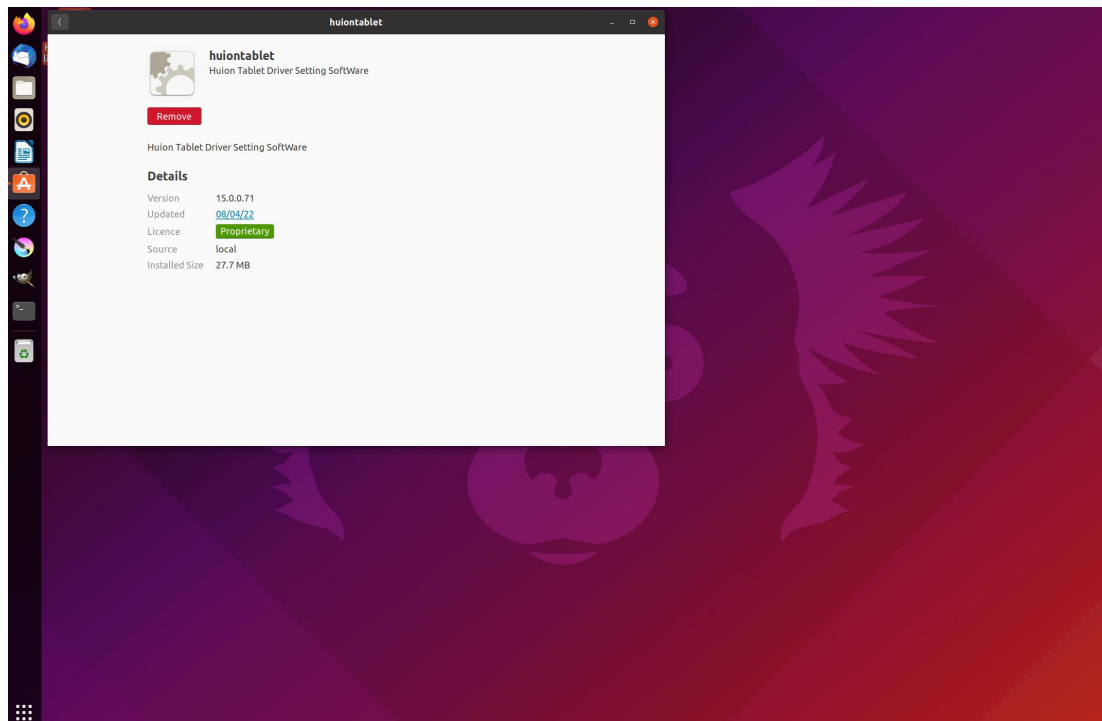 huiontablet
huiontablet
Huion Tablet Driver Setting SoftWare
Remove
Huion Tablet Driver Setting SoftWare
Details
Version 15.0.0.71
Updated 08/04/22
Licence Proprietary
Source local
Installed Size 27.7 MB